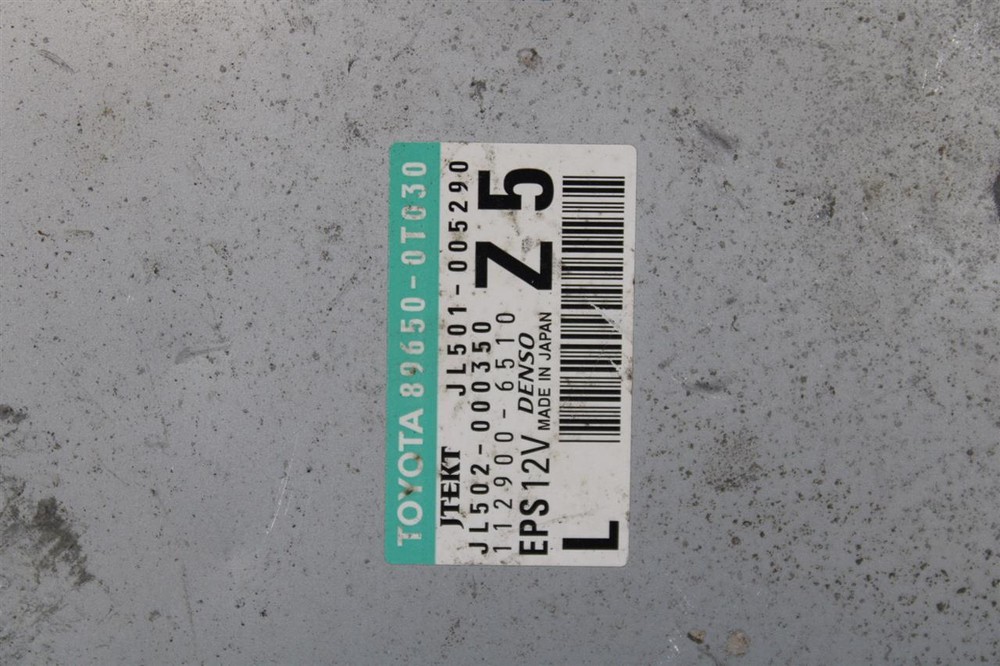 TOYOTA 89650-0T030
JTEKT JL501-005290
JL502-000350
112900-6510
EPS12V DENSO
MADE IN JAPAN
Z5
L